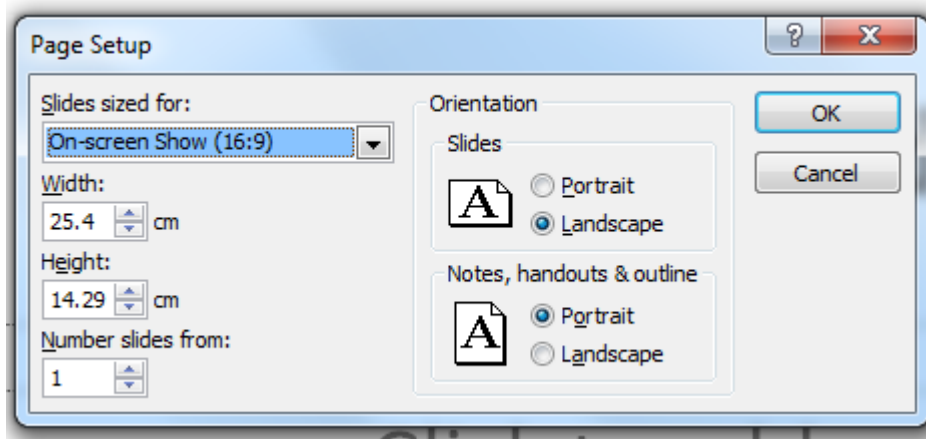 Page Setup
Slides sized for:
On-screen Show (16:9)
Width:
25.4 cm
Height:
14.29 cm
Number slides from:
1
Orientation
Slides
A
Portrait
Landscape
Notes, handouts & outline
A
Portrait
Landscape
OK
Cancel